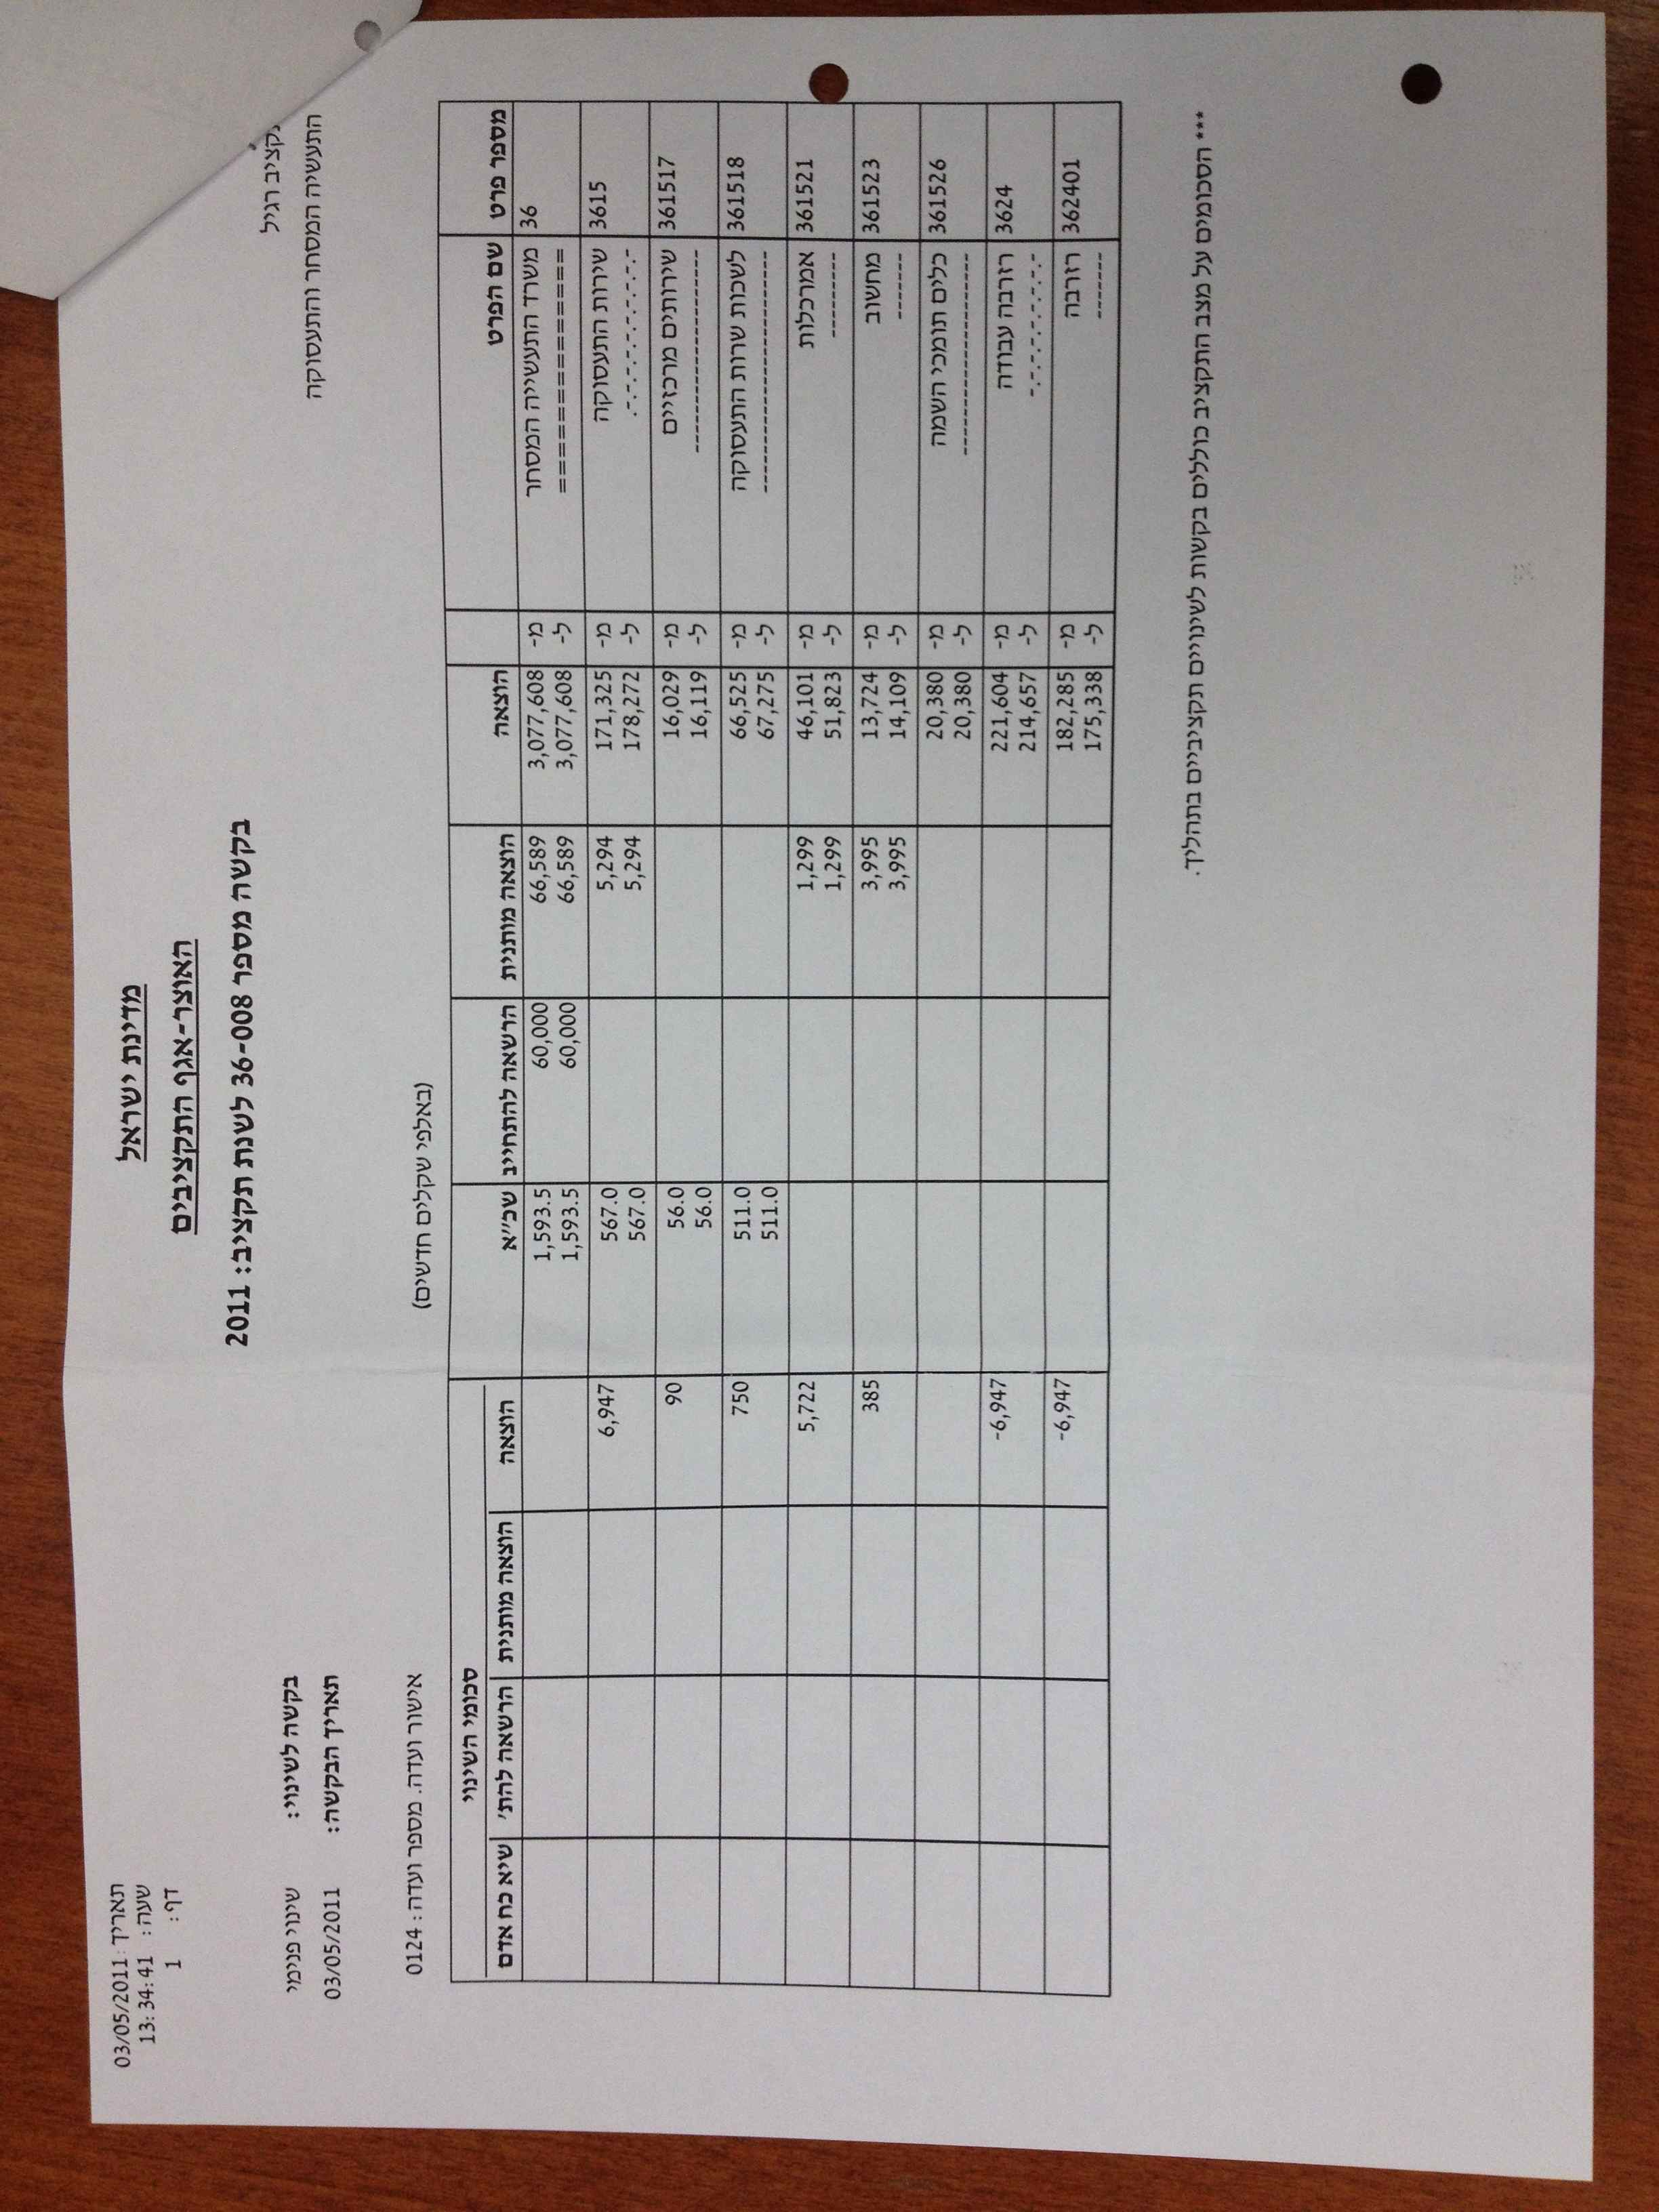 תאריך: 03/05/2011
שעה: 13:34:41
דף: 1
מדינת ישראל
האוצר-אגף התקציבים
בקשה מספר 36-008 לשנת תקציב: 2011
רגיל
בקשה לשינוי: שינוי פנימי
התעשיה המסחר והתעסוקה
תאריך הבקשה: 03/05/2011
(באלפי שקלים חדשים)
אישור ועדה. מספר ועדה: 0124
סכומי השינוי
מספר פרט שם הפרט הוצאה הוצאה מותנית הרשאה להתחייב שכ"א הוצאה הוצאה מותנית הרשאה להת' שיא כח אדם
36 משרד התעשייה המסחר מ- 3,077,608 66,589 60,000 1,593.5
============= ל- 3,077,608 66,589 60,000 1,593.5
3615 שירות התעסוקה מ- 171,325 5,294 567.0 6,947
-.-.-.-.-.-.-.-.-. ל- 178,272 5,294 567.0
361517 שירותים מרכזיים מ- 16,029 56.0 90
---------------------- ל- 16,119 56.0
361518 לשכות שרות התעסוקה מ- 66,525 511.0 750
-------------------------- ל- 67,275 511.0
361521 אמרכלות מ- 46,101 1,299 5,722
--------- ל- 51,823 1,299
361523 מחשוב מ- 13,724 3,995 385
------- ל- 14,109 3,995
361526 כלים תומכי השמה מ- 20,380
---------------------- ל- 20,380
3624 רזרבה עבודה מ- 221,604 -6,947
-.-.-.-.-.-.-.-. ל- 214,657
362401 רזרבה מ- 182,285 -6,947
------- ל- 175,338
*** הסכומים על מצב התקציב כוללים בקשות לשינויים תקציביים בתהליך.